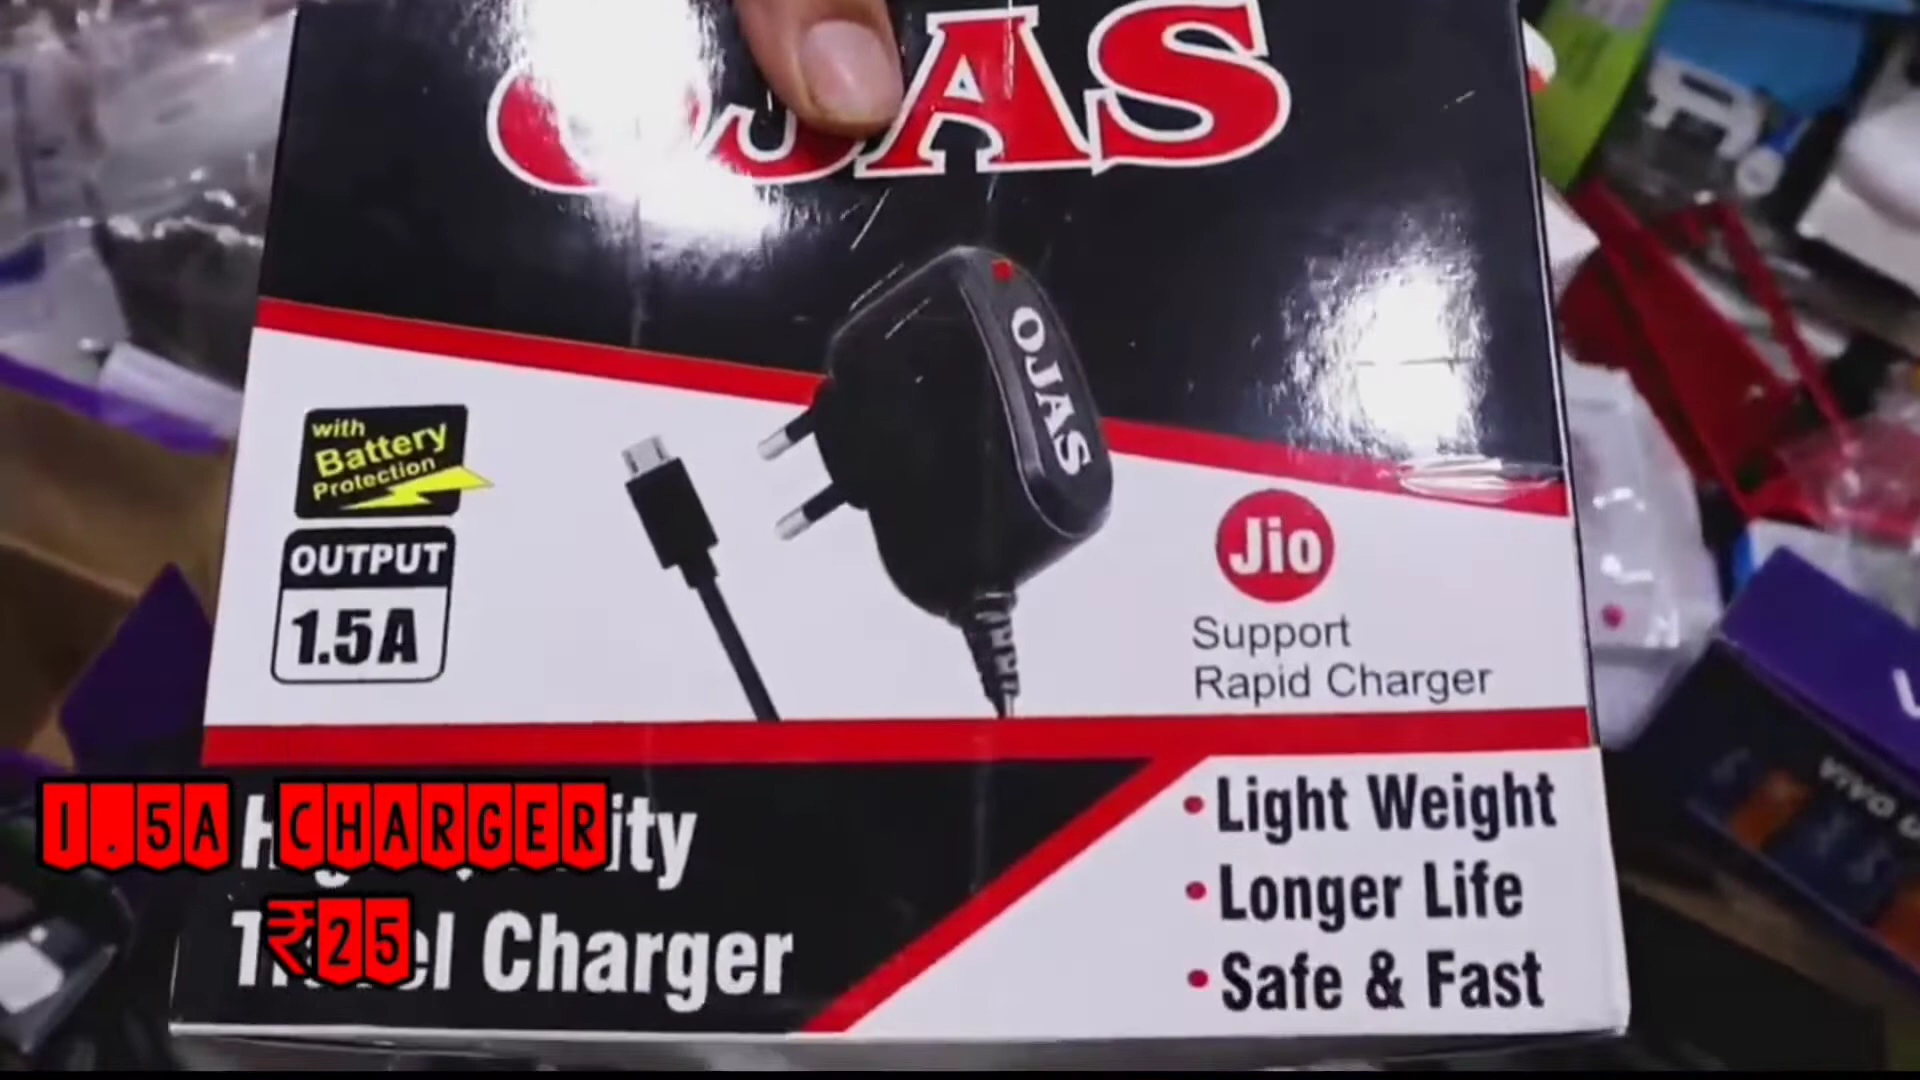 OJAS
OJAS
with
Battery
Protection
OUTPUT
1.5A
Jio
Support
Rapid Charger
1.5A CHARGER
₹25
Charger
• Light Weight
• Longer Life
• Safe & Fast